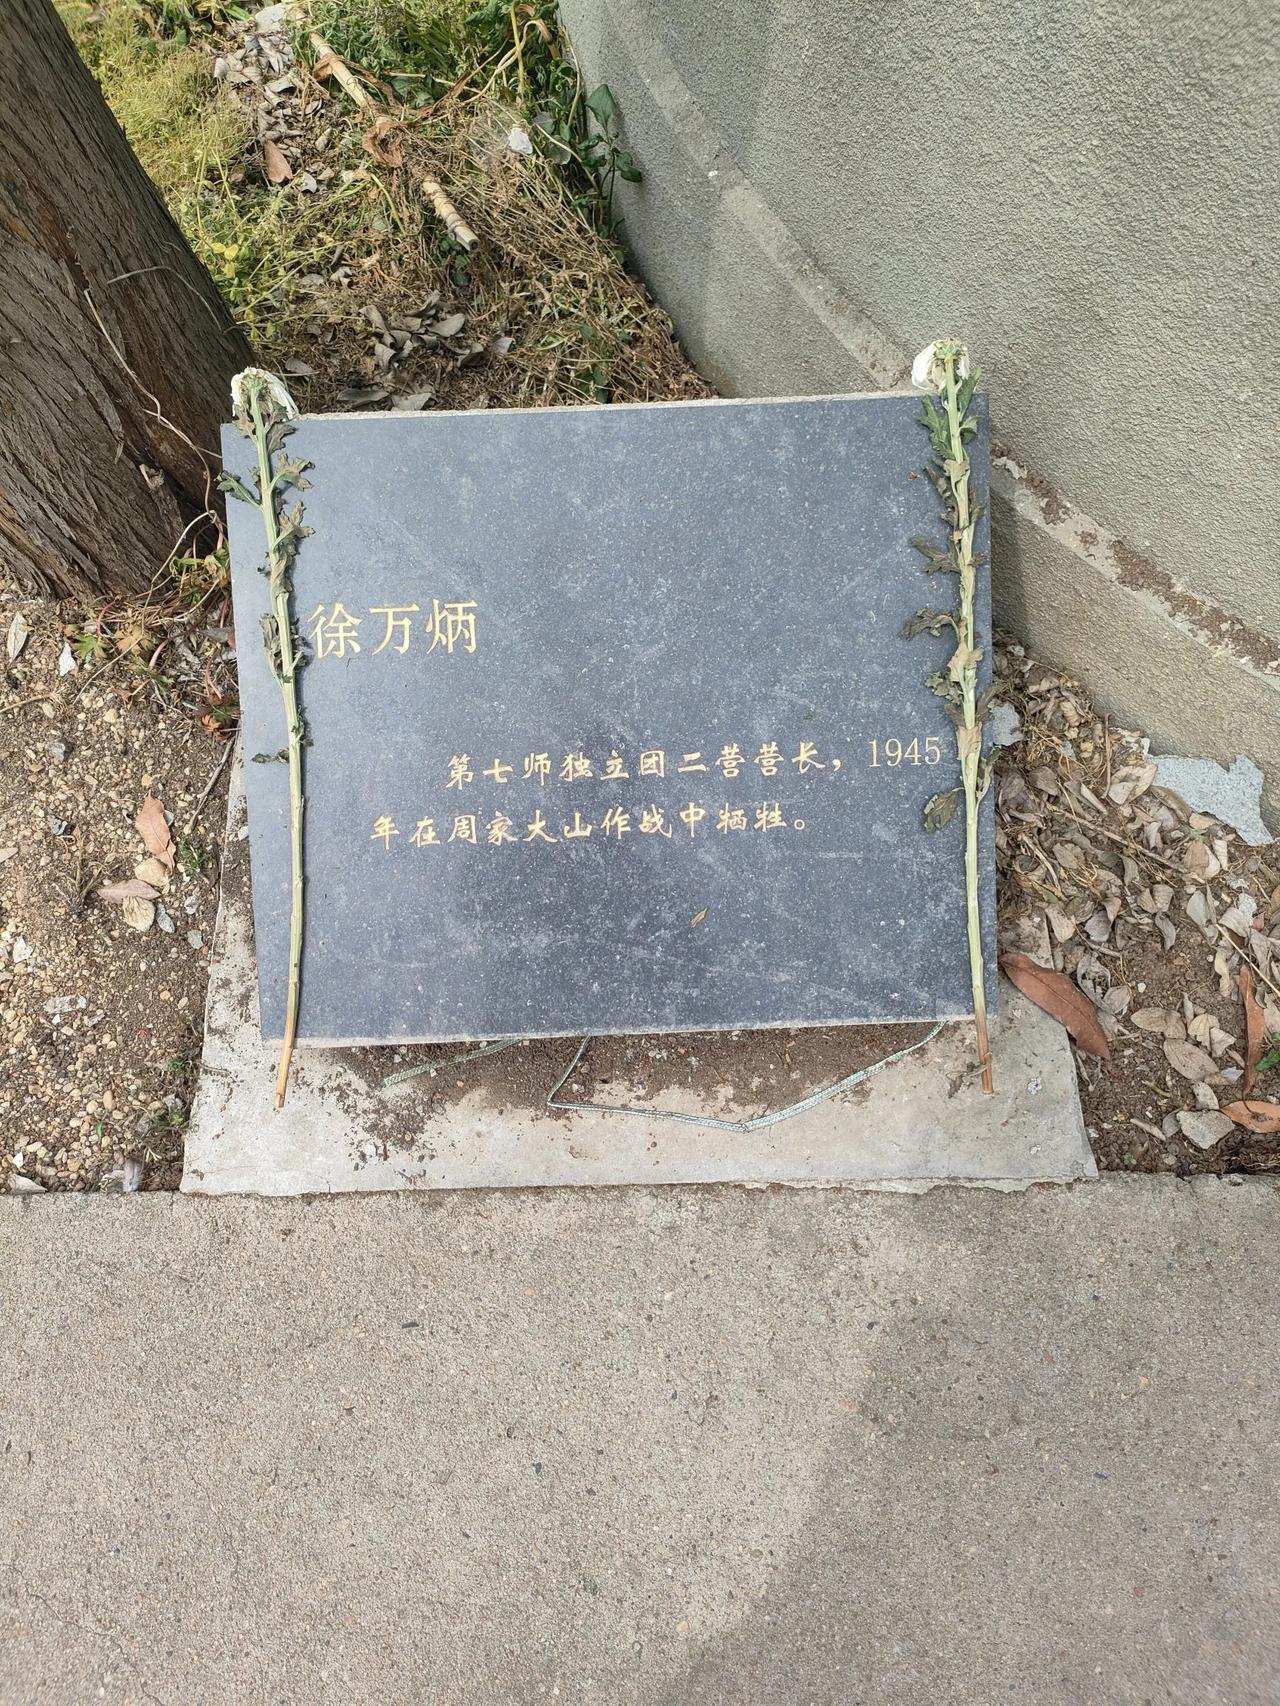 徐万炳
第七师独立团二营营长，1945
年在周家大山作战中牺牲。